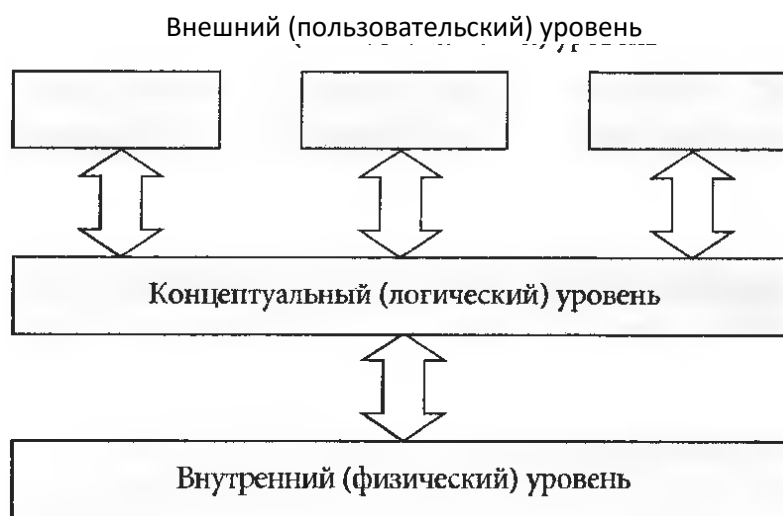 Внешний (пользовательский) уровень
Концептуальный (логический) уровень
Внутренний (физический) уровень